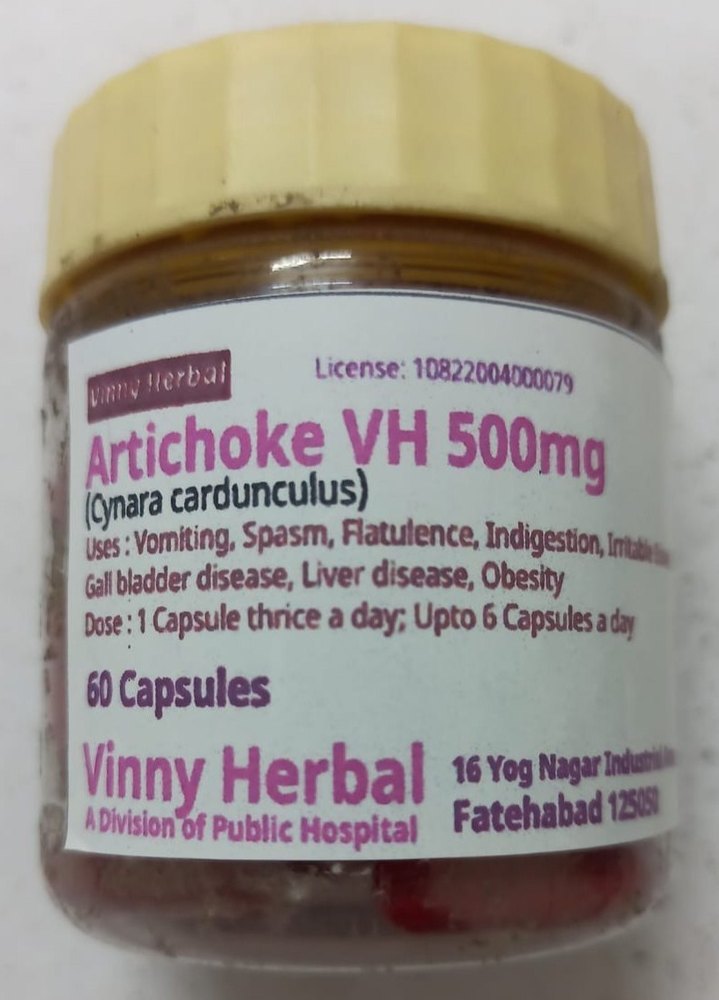 Vinny Herbal
License: 10822004000079
Artichoke VH 500mg
(Cynara cardunculus)
Uses : Vomiting, Spasm, Flatulence, Indigestion, Irritable
Gall bladder disease, Liver disease, Obesity
Dose : 1 Capsule thrice a day; Upto 6 Capsules a day
60 Capsules
Vinny Herbal
A Division of Public Hospital
16 Yog Nagar Industrial
Fatehabad 125050